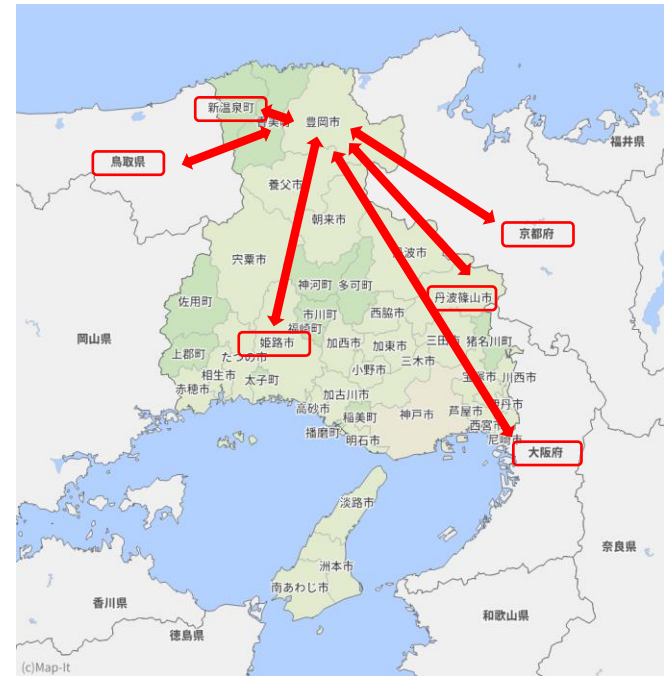 新温泉町
香美町
豊岡市
福井県
鳥取県
養父市
朝来市
京都府
宍粟市
丹波市
神河町
多可町
丹波篠山市
佐用町
市川町
西脇市
岡山県
福崎町
姫路市
加西市
加東市
三田市
猪名川町
上郡町
たつの市
三木市
相生市
太子町
小野市
宝塚市
川西市
赤穂市
加古川市
高砂市
稲美町
神戸市
芦屋市
伊丹市
西宮市
播磨町
明石市
尼崎市
大阪府
淡路市
奈良県
洲本市
南あわじ市
香川県
和歌山県
徳島県
(c)Map-It